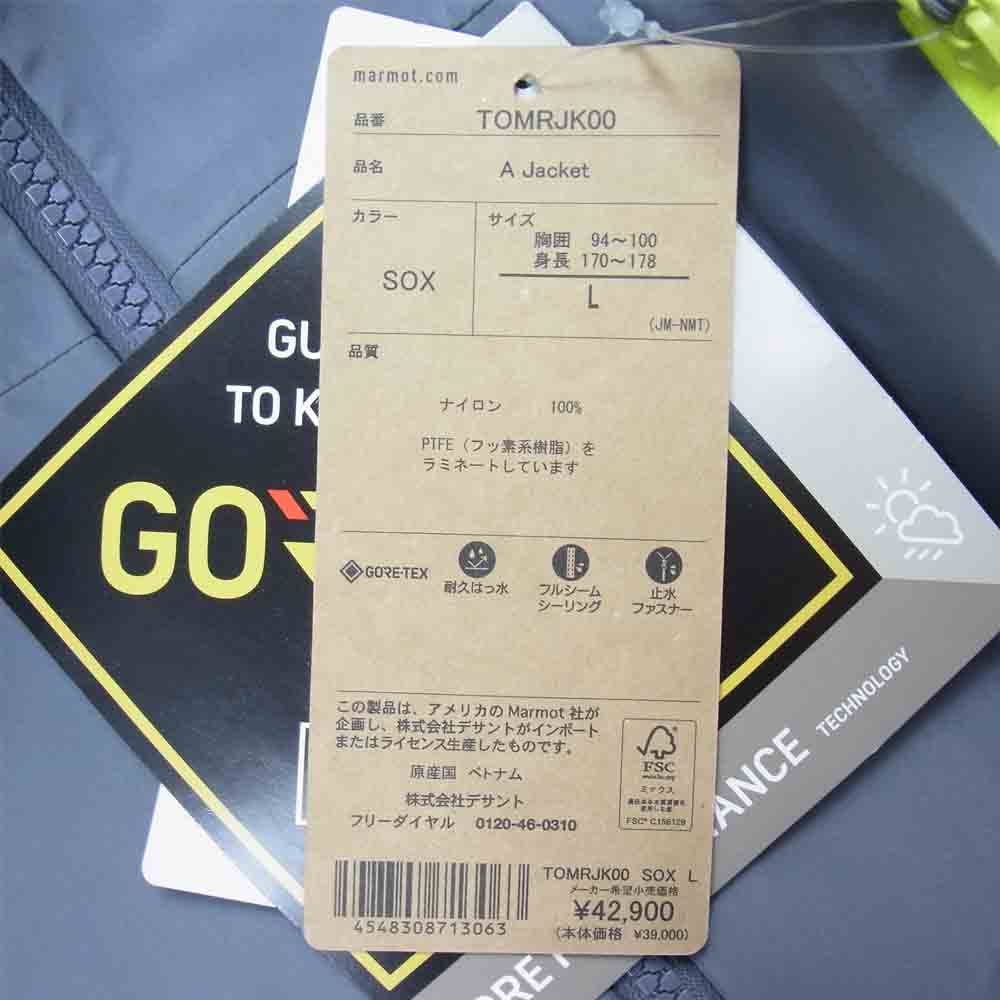 marmot.com
品番 TOMRJK00
品名 A Jacket
カラー サイズ
胸囲 94〜100
身長 170〜178
SOX L
(JM-NMT)
品質
ナイロン 100%
PTFE（フッ素系樹脂）を
ラミネートしています
GORE-TEX 耐久はっ水 フルシーム
シーリング
止水
ファスナー
この製品は、アメリカのMarmot 社が
企画し、株式会社デサントがインポート
またはライセンス生産したものです。
原産国 ベトナム
株式会社デサント
フリーダイヤル 0120-46-0310
FSC
www.fsc.org
ミックス
FSC® C156129
TOMRJK00 SOX L
メーカー希望小売価格
¥42,900
(本体価格 ¥39,000)
4548308713063
GU
TO K
GO
ANCE TECHNOLOGY